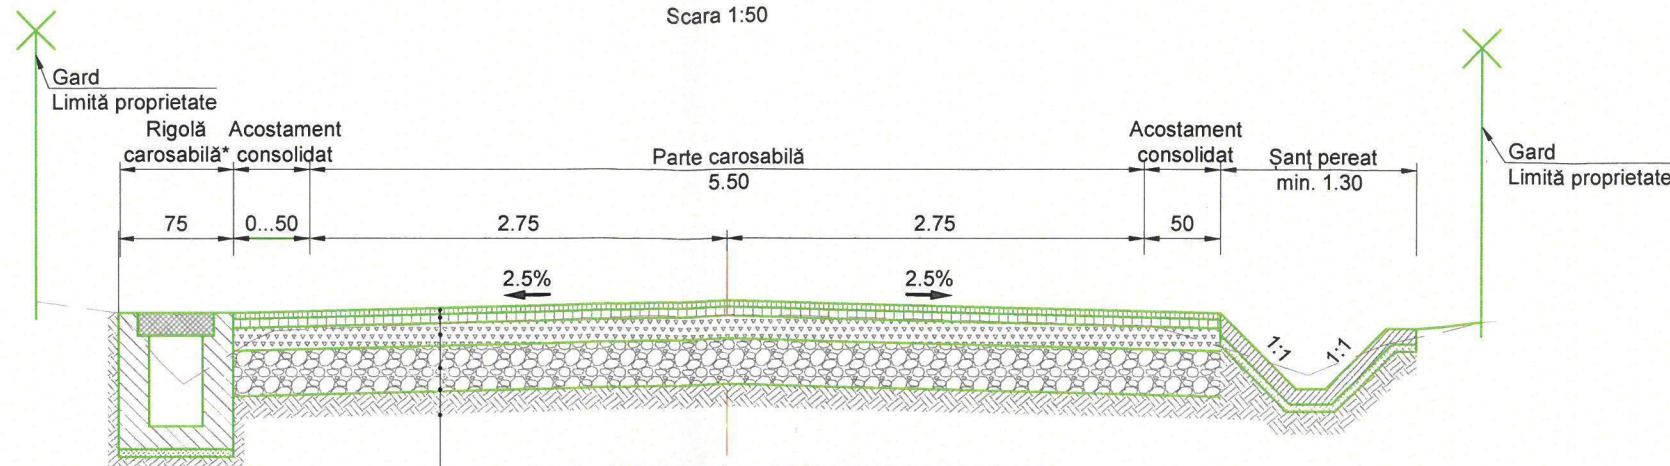 Scara 1:50
Gard
Limită proprietate
Rigolă
carosabilă*
Acostament
consolidat
Parte carosabilă
5.50
Acostament
consolidat
Șanț pereat
min. 1.30
Gard
Limită proprietate
75
0...50
2.75
2.75
50
2.5%
2.5%
1:1
1:1